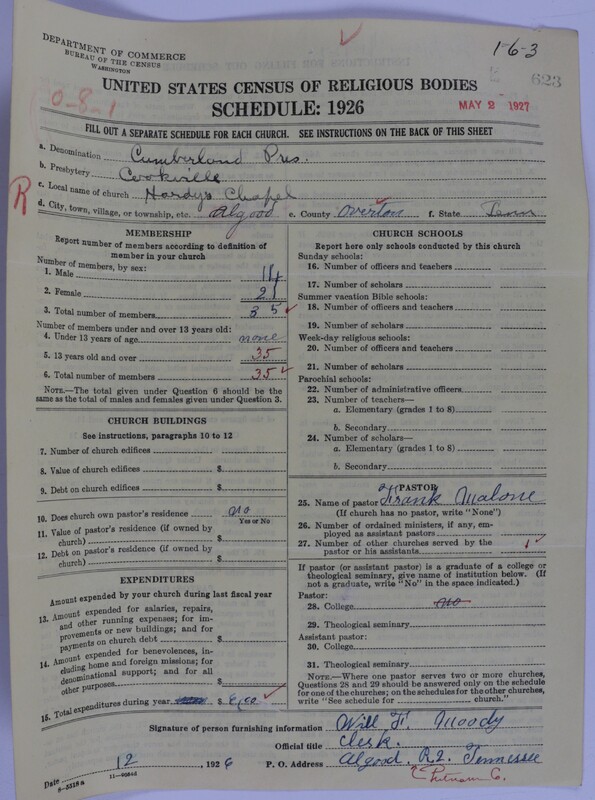 DEPARTMENT OF COMMERCE
BUREAU OF THE CENSUS
WASHINGTON
1-6-3
623
UNITED STATES CENSUS OF RELIGIOUS BODIES
SCHEDULE: 1926
0-8-1
MAY 2 1927
FILL OUT A SEPARATE SCHEDULE FOR EACH CHURCH. SEE INSTRUCTIONS ON THE BACK OF THIS SHEET
a. Denomination Cumberland Pres.
b. Presbytery Cookville
c. Local name of church Hardys Chapel
R
d. City, town, village, or township, etc. Algood e. County Overton f. State Tenn
MEMBERSHIP
Report number of members according to definition of
member in your church
Number of members, by sex:
1. Male 14
2. Female 21
3. Total number of members 35
Number of members under and over 13 years old:
4. Under 13 years of age none
5. 13 years old and over 35
6. Total number of members 35
NOTE.—The total given under Question 6 should be
same as the total of males and females given under Question 3.
CHURCH BUILDINGS
See instructions, paragraphs 10 to 12
7. Number of church edifices
8. Value of church edifices $
9. Debt on church edifices $
10. Does church own pastor's residence no
Yes or No
11. Value of pastor's residence (if owned by
church) $
12. Debt on pastor's residence (if owned by
church) $
EXPENDITURES
Amount expended by your church during last fiscal year
13. Amount expended for salaries, repairs,
and other running expenses; for im-
provements or new buildings; and for
payments on church debt $
14. Amount expended for benevolences, in-
cluding home and foreign missions; for
denominational support; and for all
other purposes $
15. Total expenditures during year $
CHURCH SCHOOLS
Report here only schools conducted by this church
Sunday schools:
16. Number of officers and teachers
17. Number of scholars
Summer vacation Bible schools:
18. Number of officers and teachers
19. Number of scholars
Week-day religious schools:
20. Number of officers and teachers
21. Number of scholars
Parochial schools:
22. Number of administrative officers
23. Number of teachers—
a. Elementary (grades 1 to 8)
b. Secondary
24. Number of scholars—
a. Elementary (grades 1 to 8)
b. Secondary
PASTOR
25. Name of pastor Frank Malone
(If church has no pastor, write "None")
26. Number of ordained ministers, if any, em-
ployed as assistant pastors
27. Number of other churches served by the
pastor or his assistants 1
If pastor (or assistant pastor) is a graduate of a college or
theological seminary, give name of institution below. (If
not a graduate, write "No" in the space indicated.)
Pastor:
28. College no
29. Theological seminary
Assistant pastor:
30. College
31. Theological seminary
NOTE.—Where one pastor serves two or more churches,
Questions 28 and 29 should be answered only on the schedule
for one of the churches; on the schedules for the other churches,
write "See schedule for church."
Signature of person furnishing information Will F. Moody
Official title Clerk.
Date 12, 1926 P. O. Address Algood, R2, Tennessee
Putnam C.
8-5318a 11-90562